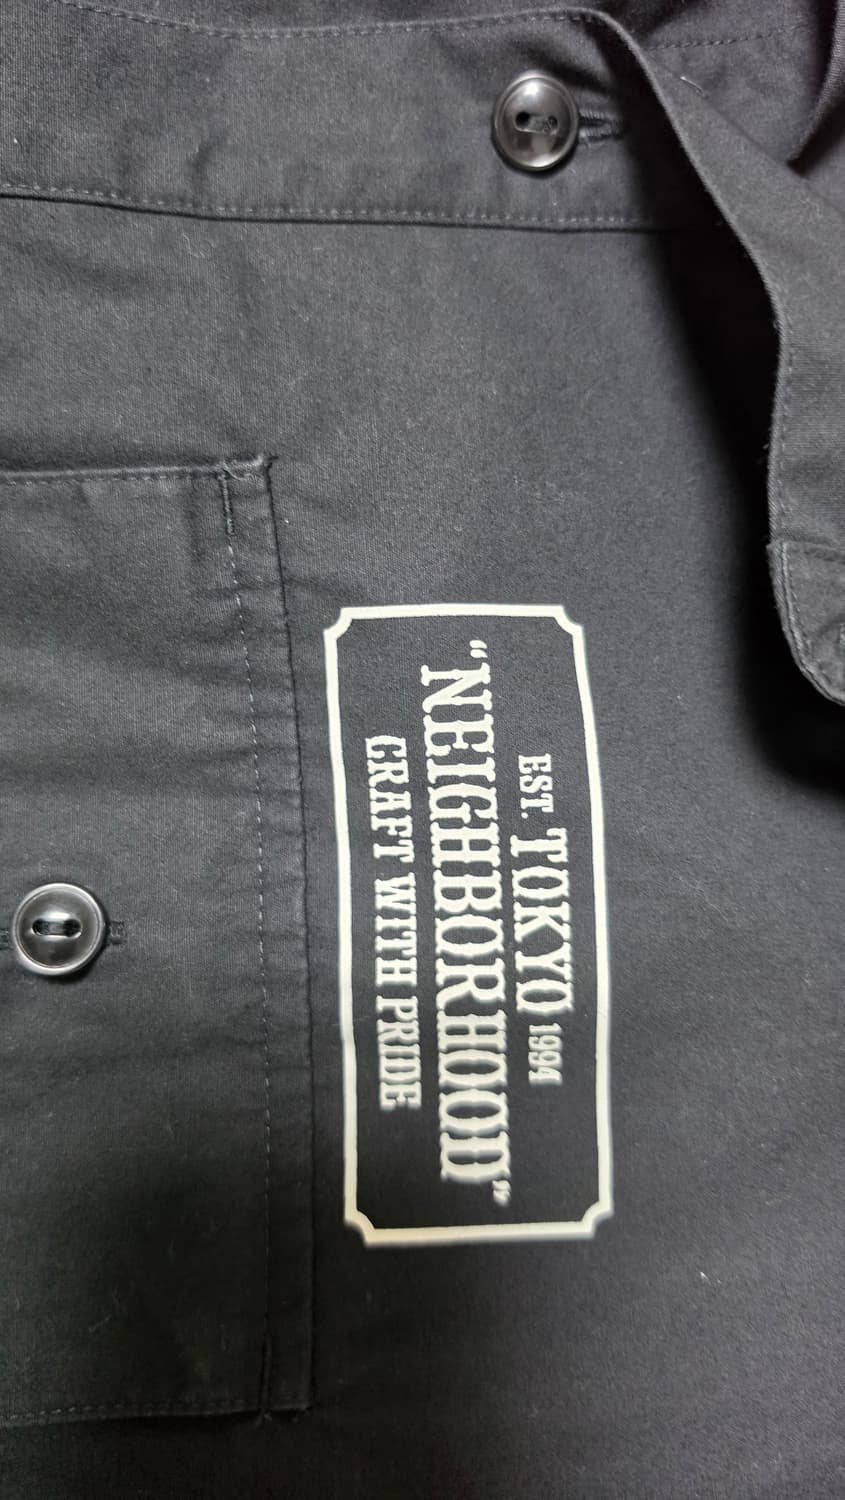 EST. TOKYO 1994
"NEIGHBORHOOD"
CRAFT WITH PRIDE